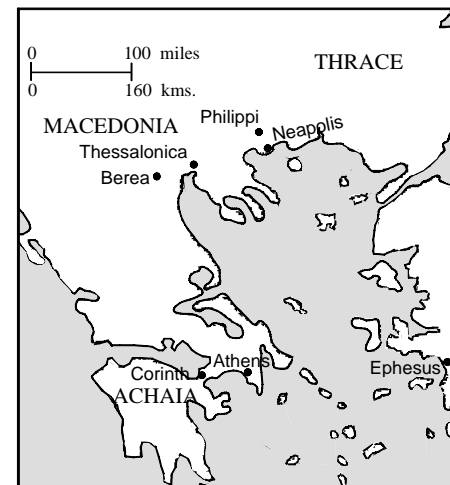 0 100 miles
0 160 kms.
THRACE
MACEDONIA
Philippi
Neapolis
Thessalonica
Berea
Athens
Corinth
ACHAIA
Ephesus